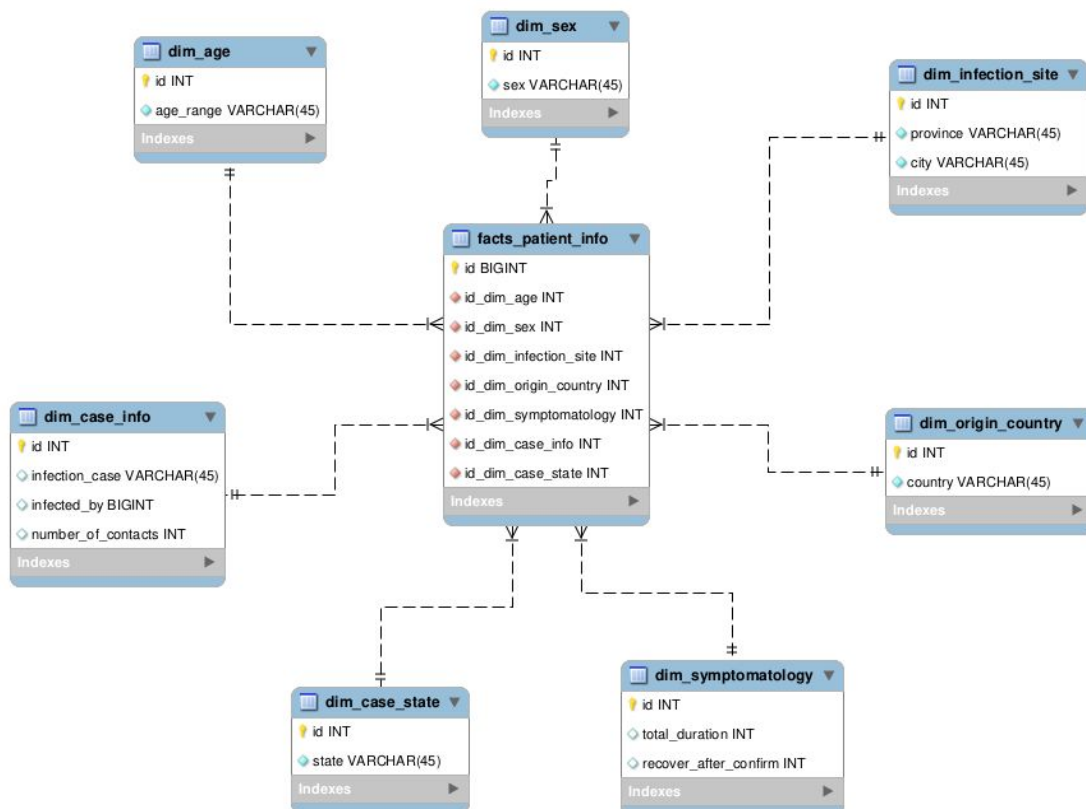 dim_age
id INT
age_range VARCHAR(45)
Indexes
dim_sex
id INT
sex VARCHAR(45)
Indexes
dim_infection_site
id INT
province VARCHAR(45)
city VARCHAR(45)
Indexes
facts_patient_info
id BIGINT
id_dim_age INT
id_dim_sex INT
id_dim_infection_site INT
id_dim_origin_country INT
id_dim_symptomatology INT
id_dim_case_info INT
id_dim_case_state INT
Indexes
dim_case_info
id INT
infection_case VARCHAR(45)
infected_by BIGINT
number_of_contacts INT
Indexes
dim_origin_country
id INT
country VARCHAR(45)
Indexes
dim_case_state
id INT
state VARCHAR(45)
Indexes
dim_symptomatology
id INT
total_duration INT
recover_after_confirm INT
Indexes